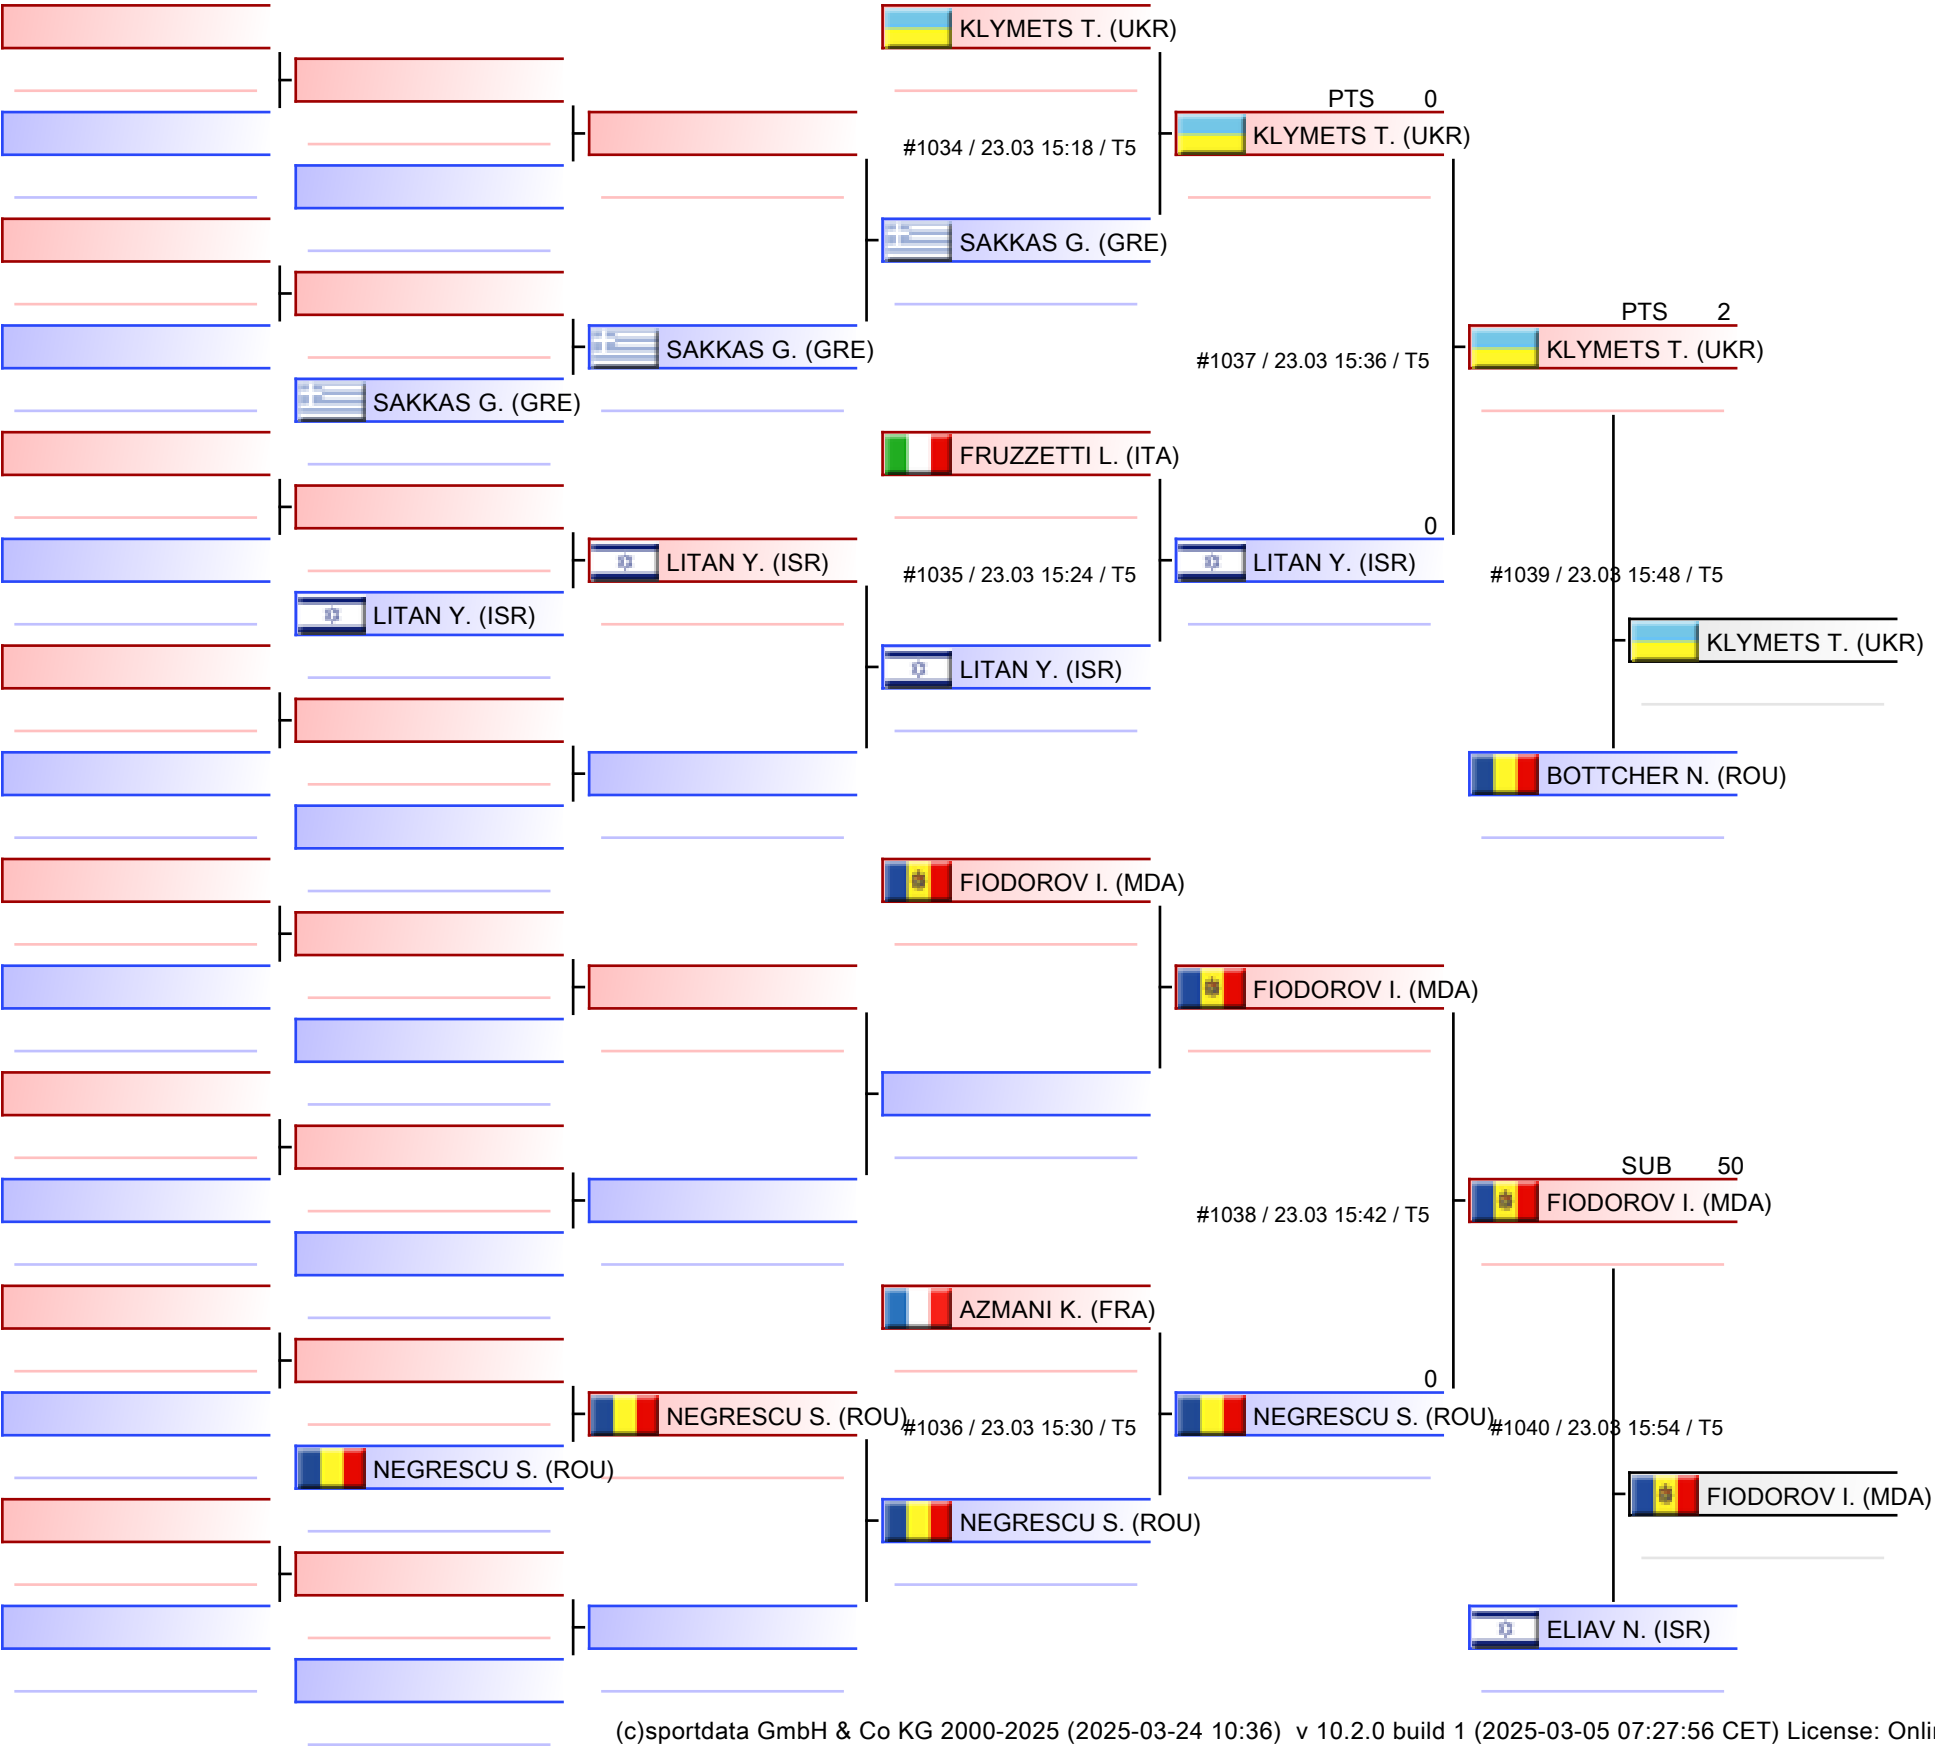 KLYMETS T. (UKR)
PTS 0
KLYMETS T. (UKR)
#1034 / 23.03 15:18 / T5
SAKKAS G. (GRE)
PTS 2
SAKKAS G. (GRE)
KLYMETS T. (UKR)
#1037 / 23.03 15:36 / T5
SAKKAS G. (GRE)
FRUZZETTI L. (ITA)
0
LITAN Y. (ISR)
LITAN Y. (ISR)
#1035 / 23.03 15:24 / T5
#1039 / 23.03 15:48 / T5
LITAN Y. (ISR)
KLYMETS T. (UKR)
LITAN Y. (ISR)
BOTTCHER N. (ROU)
FIODOROV I. (MDA)
FIODOROV I. (MDA)
SUB 50
FIODOROV I. (MDA)
#1038 / 23.03 15:42 / T5
AZMANI K. (FRA)
0
NEGRESCU S. (ROU)
#1036 / 23.03 15:30 / T5
NEGRESCU S. (ROU)
#1040 / 23.03 15:54 / T5
NEGRESCU S. (ROU)
FIODOROV I. (MDA)
NEGRESCU S. (ROU)
ELIAV N. (ISR)
(c)sportdata GmbH & Co KG 2000-2025 (2025-03-24 10:36) v 10.2.0 build 1 (2025-03-05 07:27:56 CET) License: